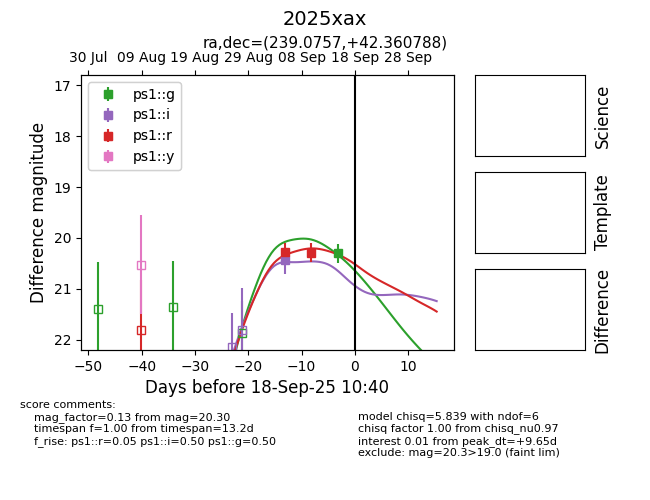 2025xax
ra,dec=(239.0757,+42.360788)
30 Jul 09 Aug 19 Aug 29 Aug 08 Sep 18 Sep 28 Sep
ps1::g
ps1::i
ps1::r
ps1::y
17
18
19
20
21
22
Difference magnitude
−50 −40 −30 −20 −10 0 10
Days before 18-Sep-25 10:40
Science
Template
Difference
score comments:
mag_factor=0.13 from mag=20.30
timespan f=1.00 from timespan=13.2d
f_rise: ps1::r=0.05 ps1::i=0.50 ps1::g=0.50
model chisq=5.839 with ndof=6
chisq factor 1.00 from chisq_nu0.97
interest 0.01 from peak_dt=+9.65d
exclude: mag=20.3>19.0 (faint lim)